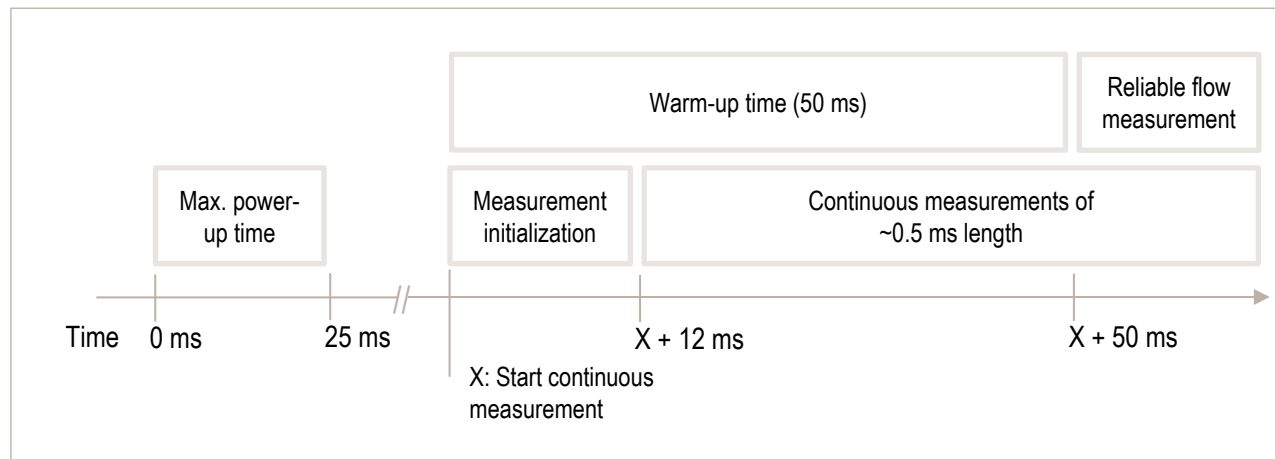 Warm-up time (50 ms)
Reliable flow
measurement
Max. power-
up time
Measurement
initialization
Continuous measurements of
~0.5 ms length
Time
0 ms
25 ms
X + 12 ms
X + 50 ms
X: Start continuous
measurement